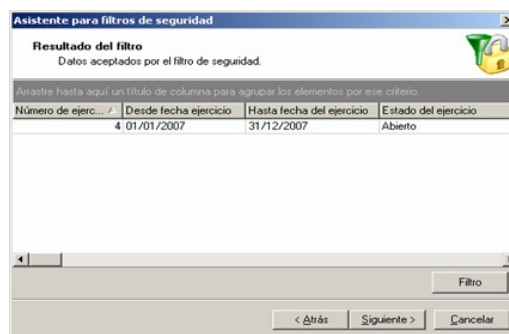 Asistente para filtros de seguridad
Resultado del filtro
Datos aceptados por el filtro de seguridad.
Arrastre hasta aquí un título de columna para agrupar los elementos por ese criterio.
Número de ejerc... Desde fecha ejercicio Hasta fecha del ejercicio Estado del ejercicio
4 01/01/2007 31/12/2007 Abierto
Filtro
< Atrás Siguiente > Cancelar